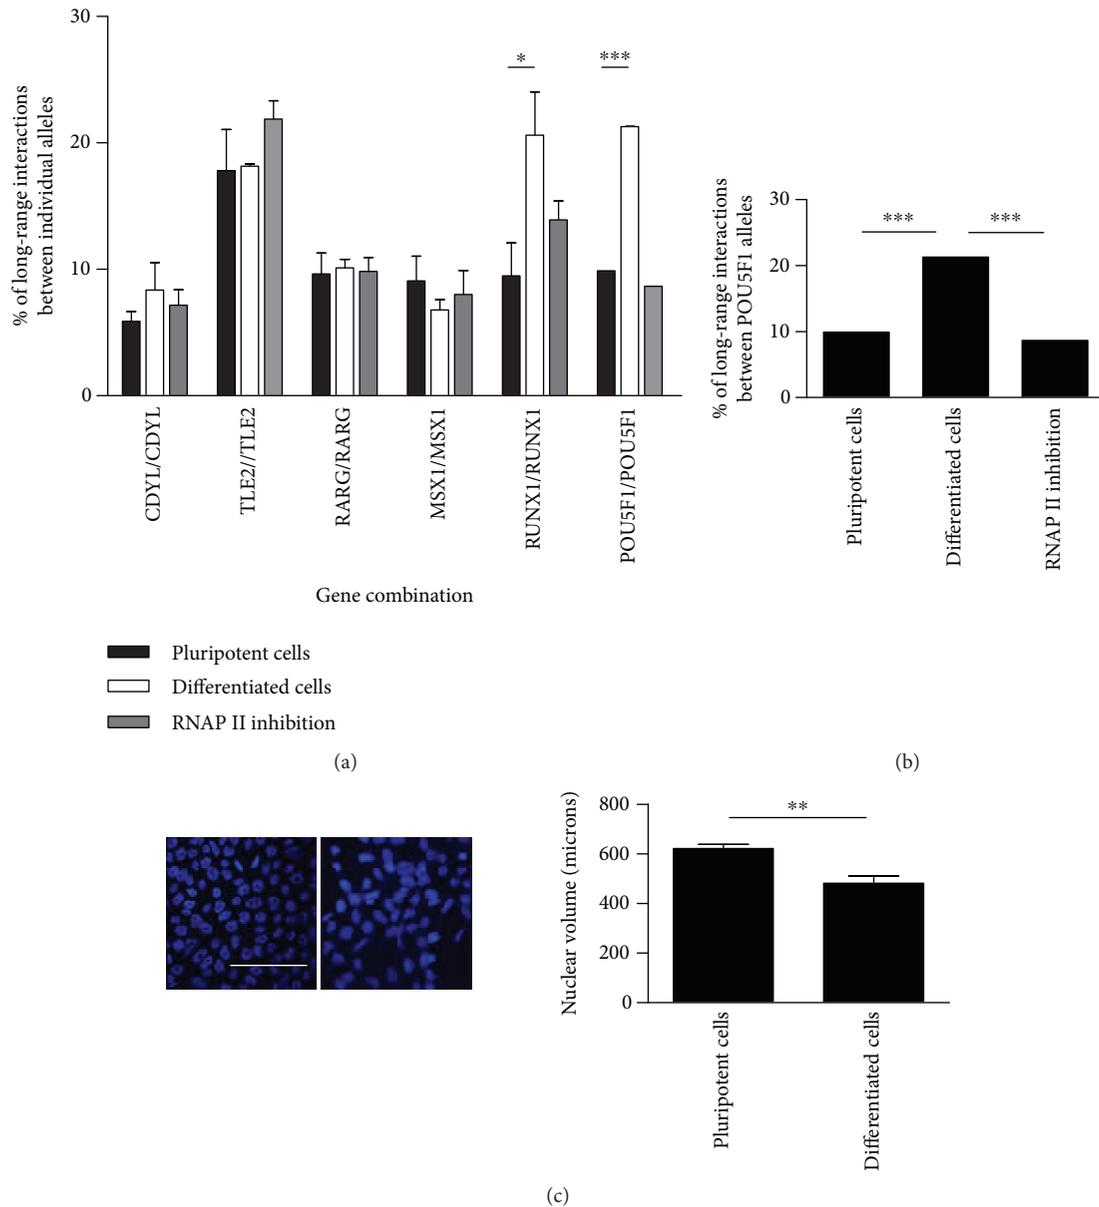 % of long-range interactions
between individual alleles
30
20
10
0
*
***
CDYL/CDYL
TLE2//TLE2
RARG/RARG
MSX1/MSX1
RUNX1/RUNX1
POU5F1/POU5F1
Gene combination
Pluripotent cells
Differentiated cells
RNAP II inhibition
(a)
% of long-range interactions
between POU5F1 alleles
30
20
10
0
***
***
Pluripotent cells
Differentiated cells
RNAP II inhibition
(b)
Nuclear volume (microns)
800
600
400
200
0
**
Pluripotent cells
Differentiated cells
(c)